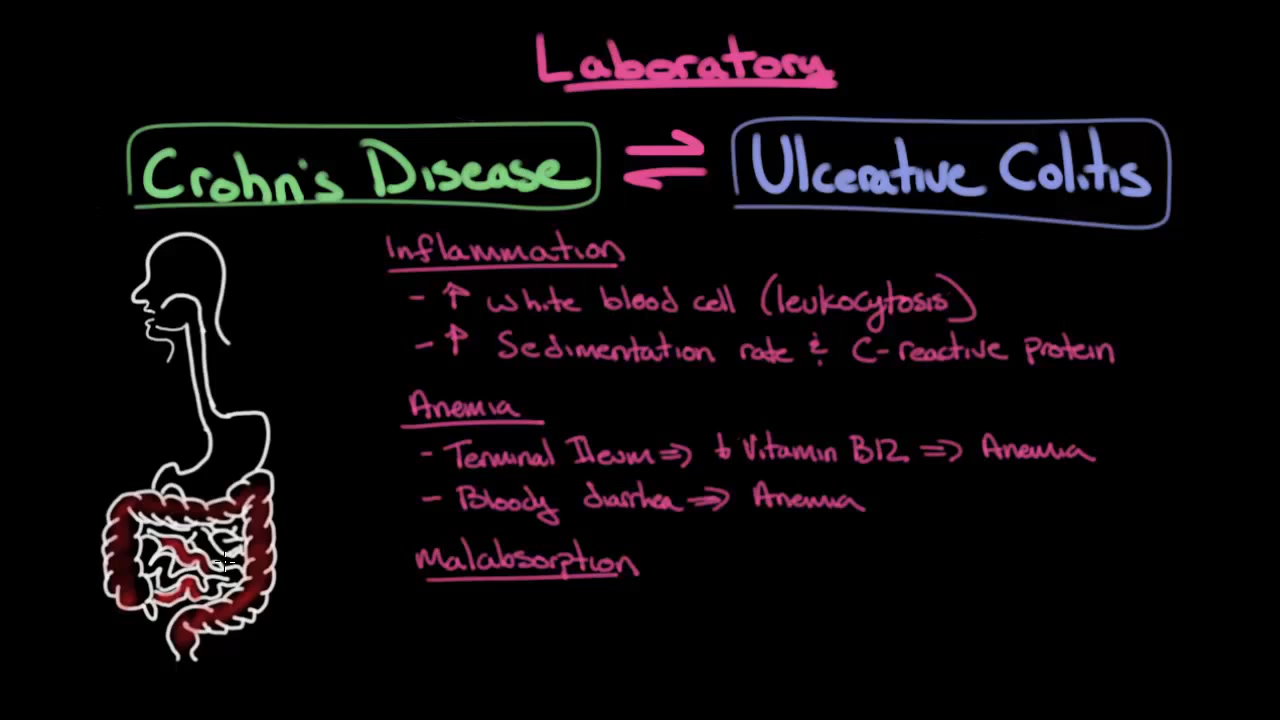 Laboratory
Crohn's Disease ⇌ Ulcerative Colitis
Inflammation
- ↑ White blood cell (leukocytosis)
- ↑ Sedimentation rate & C-reactive protein
Anemia
- Terminal Ileum => ↓ Vitamin B12 => Anemia
- Bloody diarrhea => Anemia
Malabsorption